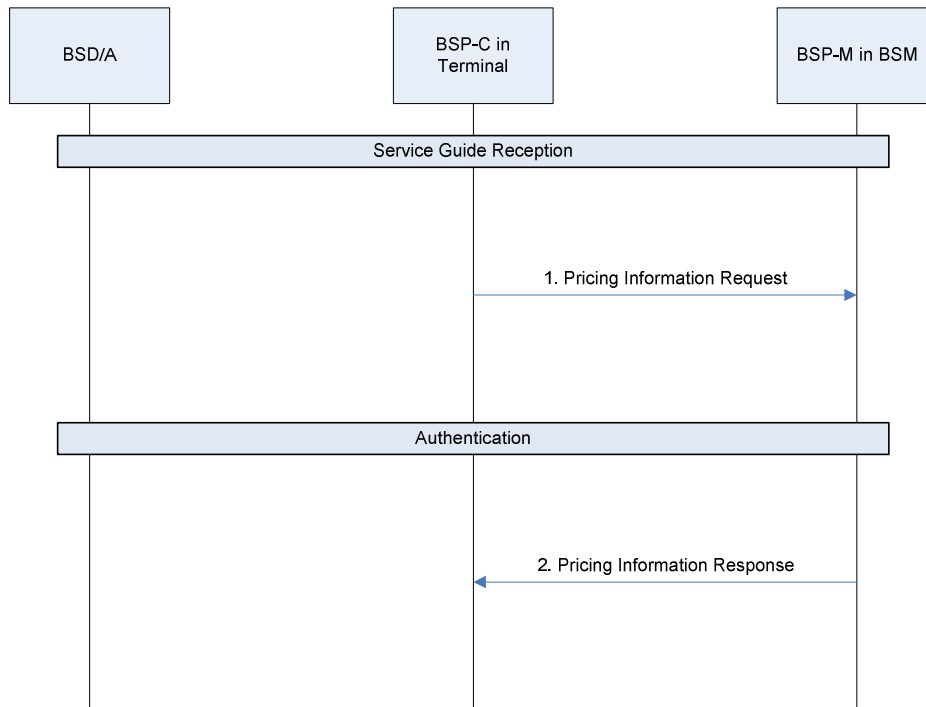 BSD/A
BSP-C in
Terminal
BSP-M in BSM
Service Guide Reception
1. Pricing Information Request
Authentication
2. Pricing Information Response